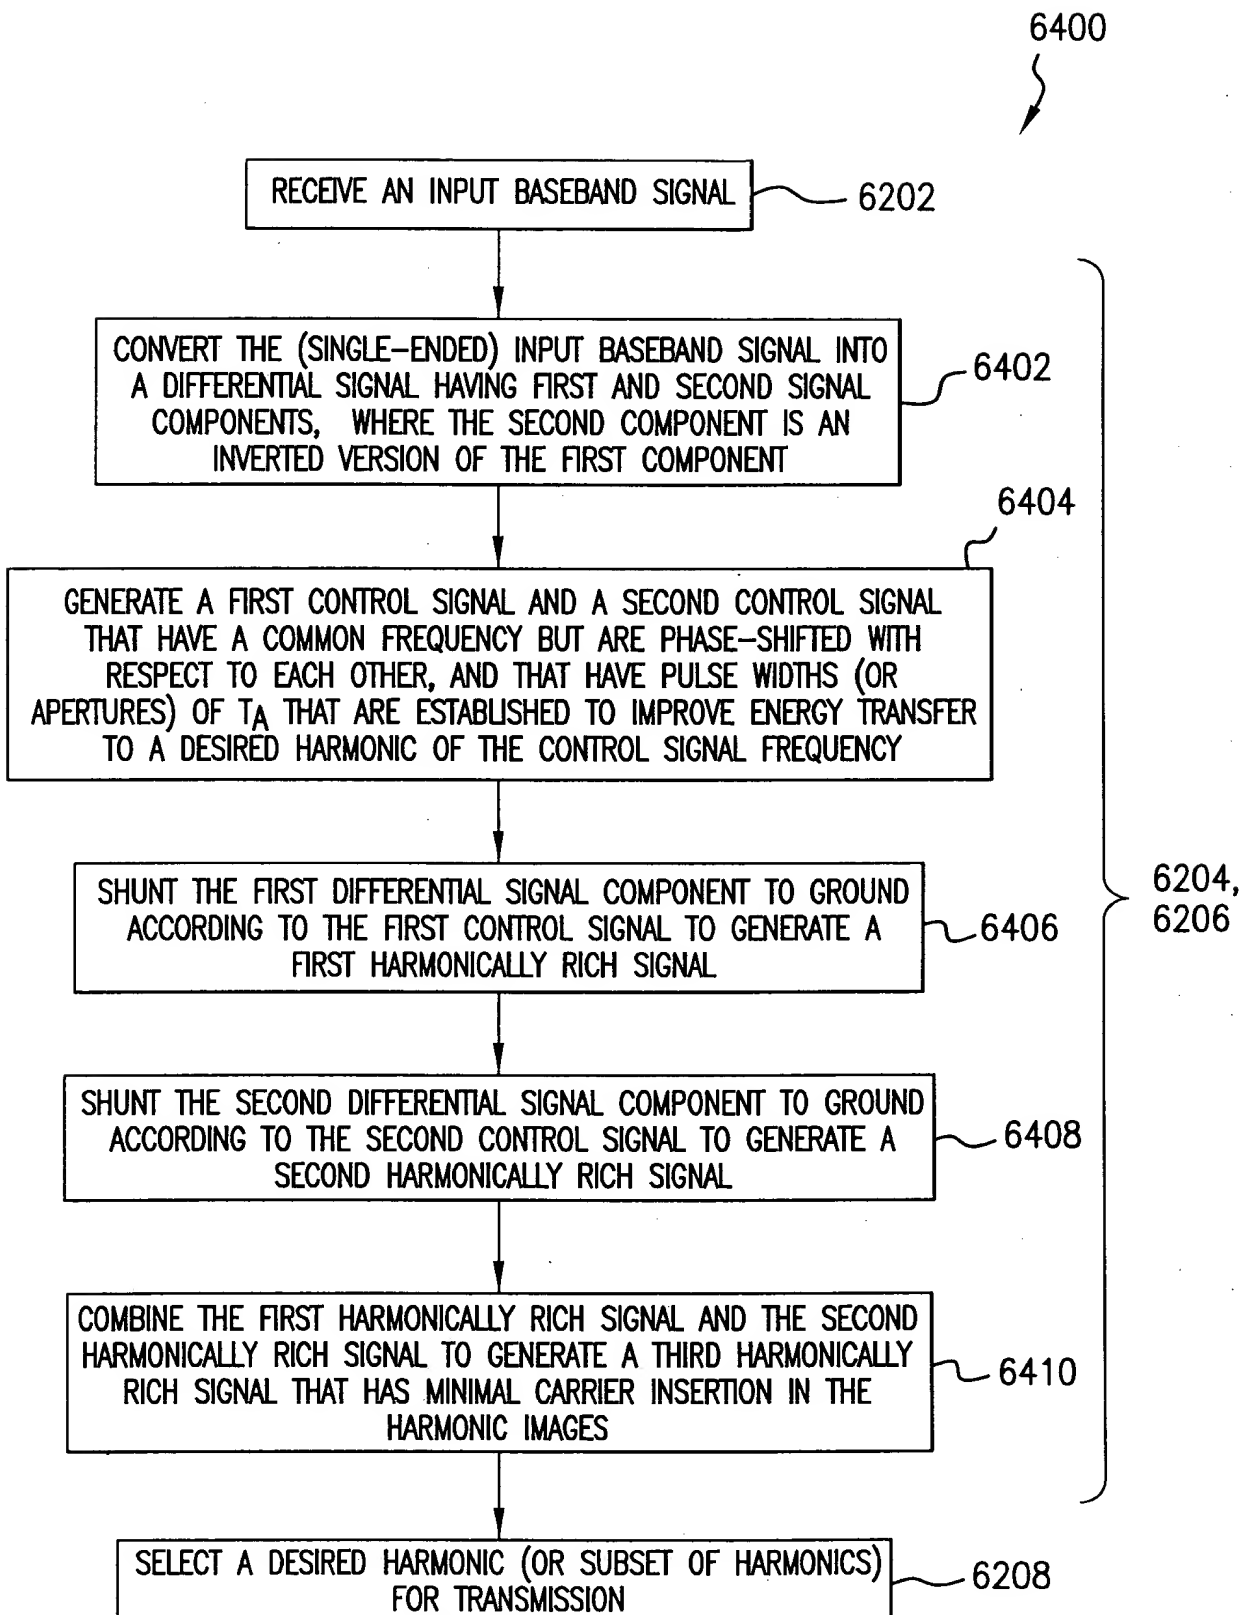 6400
RECEIVE AN INPUT BASEBAND SIGNAL
6202
CONVERT THE (SINGLE-ENDED) INPUT BASEBAND SIGNAL INTO
A DIFFERENTIAL SIGNAL HAVING FIRST AND SECOND SIGNAL
COMPONENTS, WHERE THE SECOND COMPONENT IS AN
INVERTED VERSION OF THE FIRST COMPONENT
6402
6404
GENERATE A FIRST CONTROL SIGNAL AND A SECOND CONTROL SIGNAL
THAT HAVE A COMMON FREQUENCY BUT ARE PHASE-SHIFTED WITH
RESPECT TO EACH OTHER, AND THAT HAVE PULSE WIDTHS (OR
APERTURES) OF TA THAT ARE ESTABLISHED TO IMPROVE ENERGY TRANSFER
TO A DESIRED HARMONIC OF THE CONTROL SIGNAL FREQUENCY
SHUNT THE FIRST DIFFERENTIAL SIGNAL COMPONENT TO GROUND
ACCORDING TO THE FIRST CONTROL SIGNAL TO GENERATE A
FIRST HARMONICALLY RICH SIGNAL
6406
6204,
6206
SHUNT THE SECOND DIFFERENTIAL SIGNAL COMPONENT TO GROUND
ACCORDING TO THE SECOND CONTROL SIGNAL TO GENERATE A
SECOND HARMONICALLY RICH SIGNAL
6408
COMBINE THE FIRST HARMONICALLY RICH SIGNAL AND THE SECOND
HARMONICALLY RICH SIGNAL TO GENERATE A THIRD HARMONICALLY
RICH SIGNAL THAT HAS MINIMAL CARRIER INSERTION IN THE
HARMONIC IMAGES
6410
SELECT A DESIRED HARMONIC (OR SUBSET OF HARMONICS)
FOR TRANSMISSION
6208